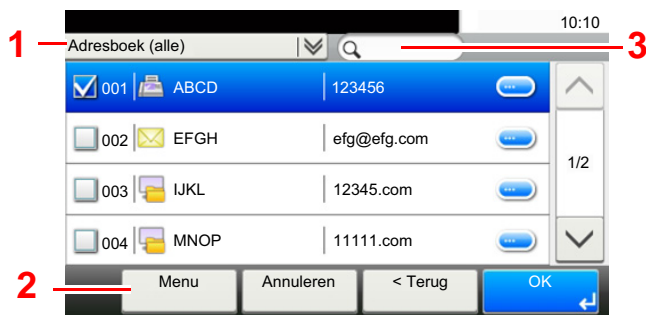 10:10
1 Adresboek (alle) 3
001 ABCD 123456
002 EFGH efg@efg.com
1/2
003 IJKL 12345.com
004 MNOP 11111.com
2 Menu Annuleren < Terug OK